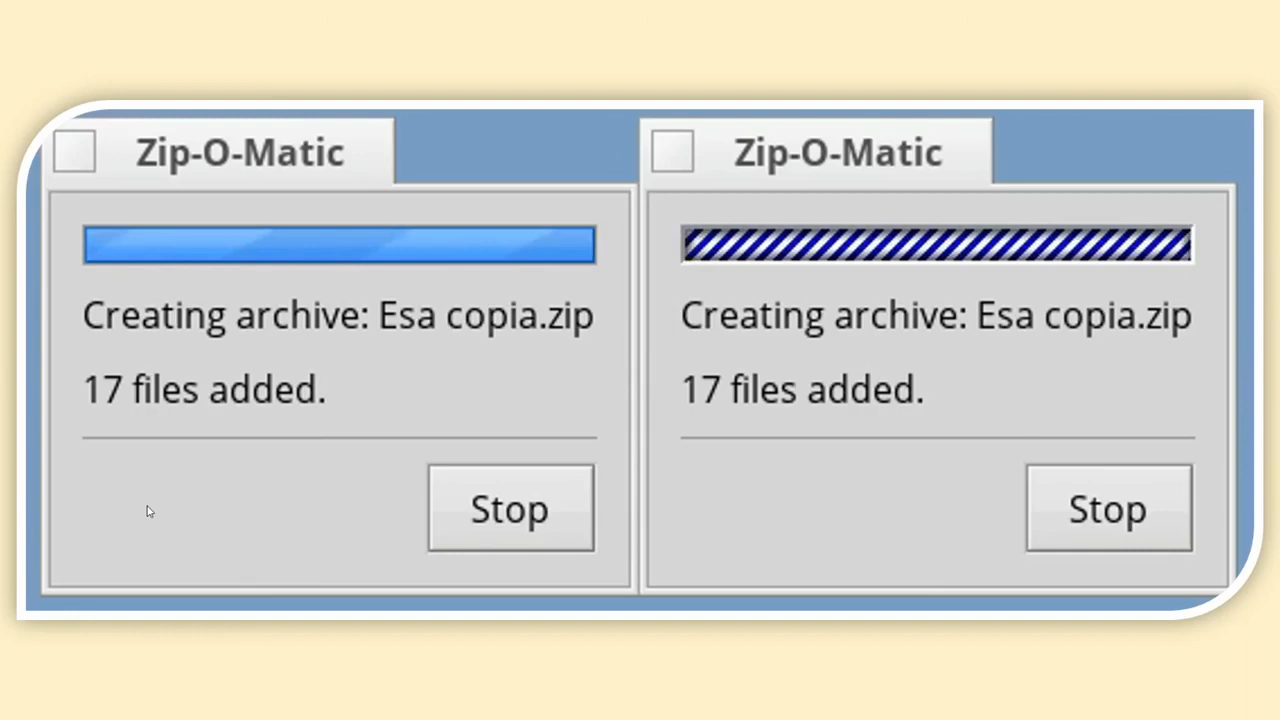 Zip-O-Matic
Creating archive: Esa copia.zip
17 files added.
Stop
Zip-O-Matic
Creating archive: Esa copia.zip
17 files added.
Stop